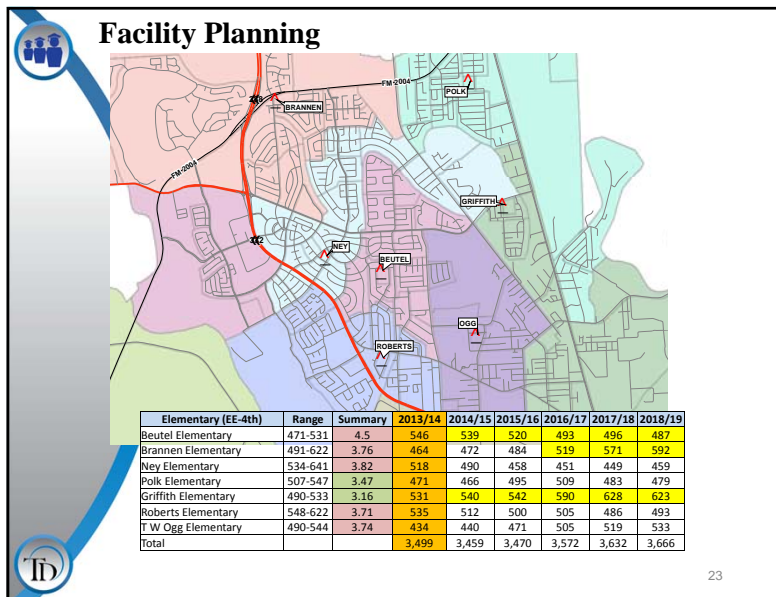 Facility Planning
FM-2004
POLK
BRANNEN
FM-2004
GRIFFITH
NEY
BEUTEL
OGG
ROBERTS
Elementary (EE-4th) Range Summary 2013/14 2014/15 2015/16 2016/17 2017/18 2018/19
Beutel Elementary 471-531 4.5 546 539 520 493 496 487
Brannen Elementary 491-622 3.76 464 472 484 519 571 592
Ney Elementary 534-641 3.82 518 490 458 451 449 459
Polk Elementary 507-547 3.47 471 466 495 509 483 479
Griffith Elementary 490-533 3.16 531 540 542 590 628 623
Roberts Elementary 548-622 3.71 535 512 500 505 486 493
T W Ogg Elementary 490-544 3.74 434 440 471 505 519 533
Total 3,499 3,459 3,470 3,572 3,632 3,666
23